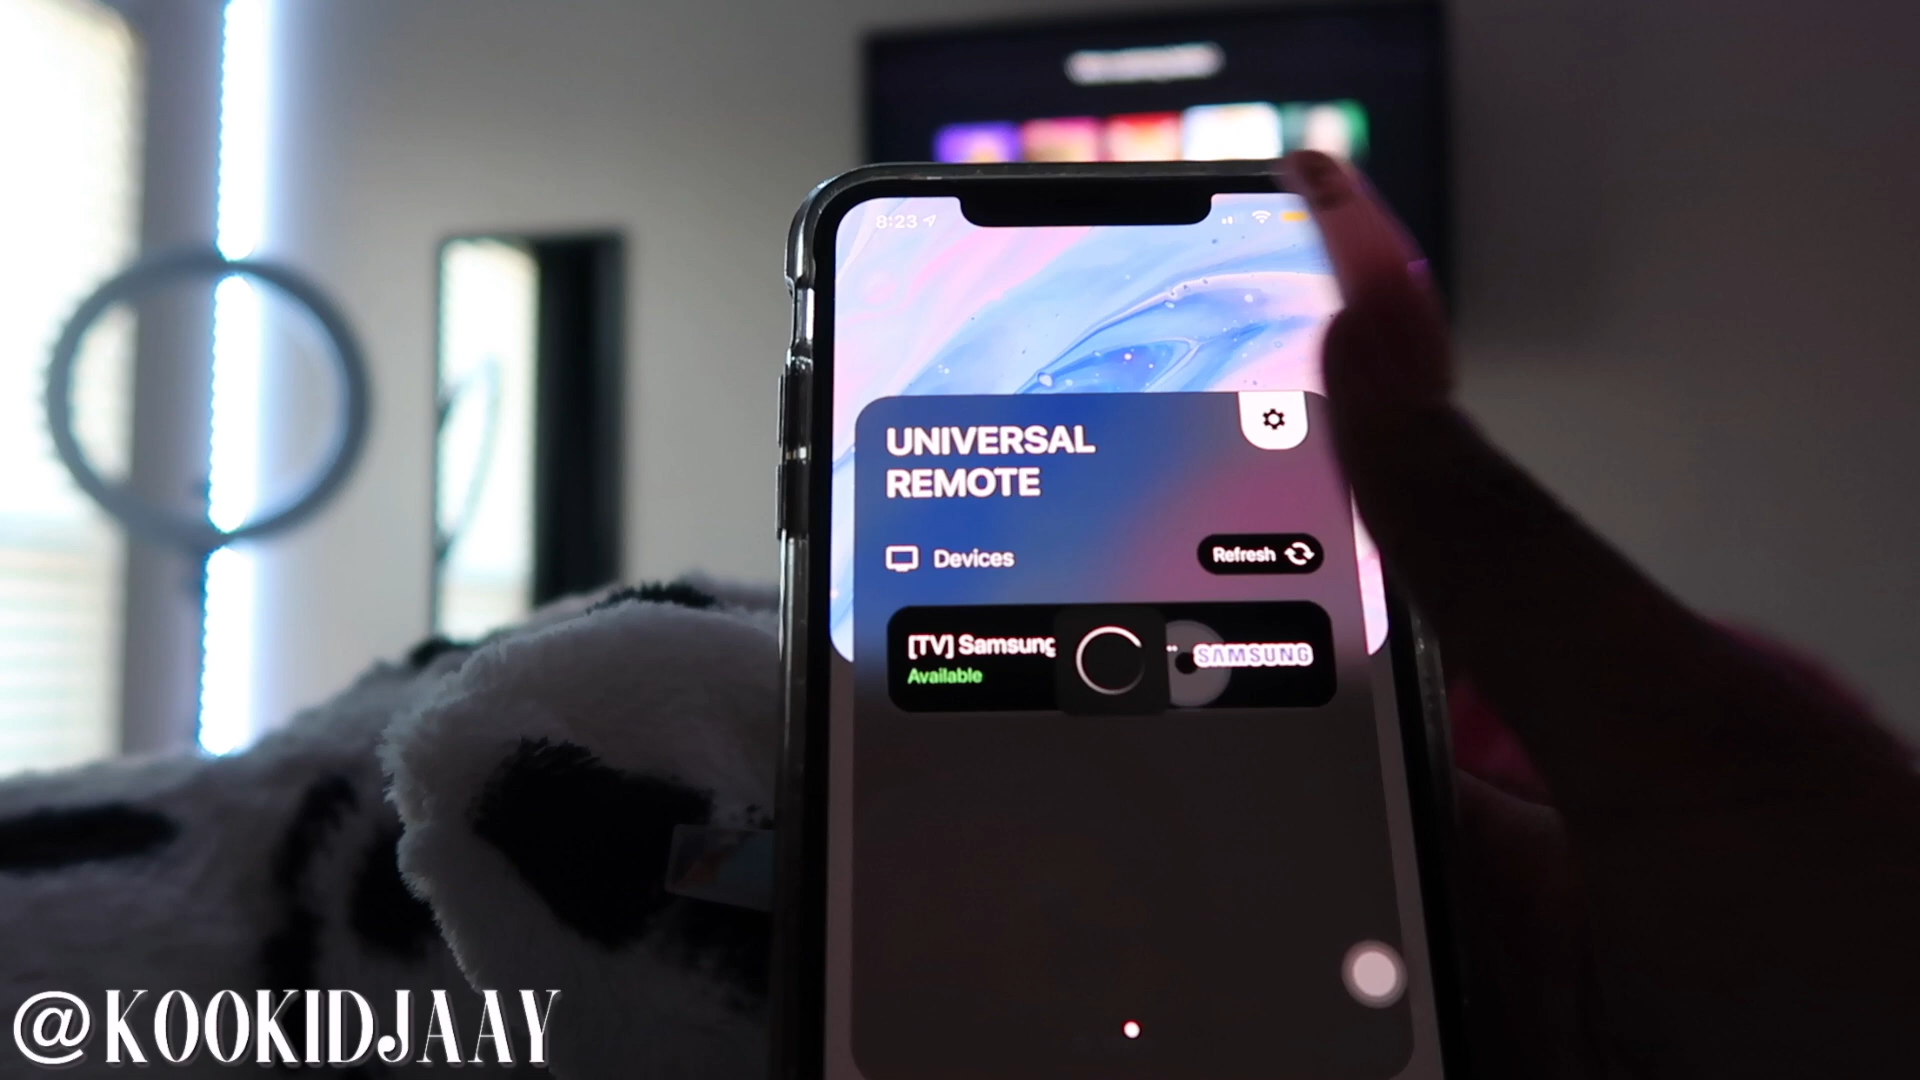 8:23
UNIVERSAL
REMOTE
Devices
Refresh
[TV] Samsung
SAMSUNG
Available
@KOOKIDJAAY